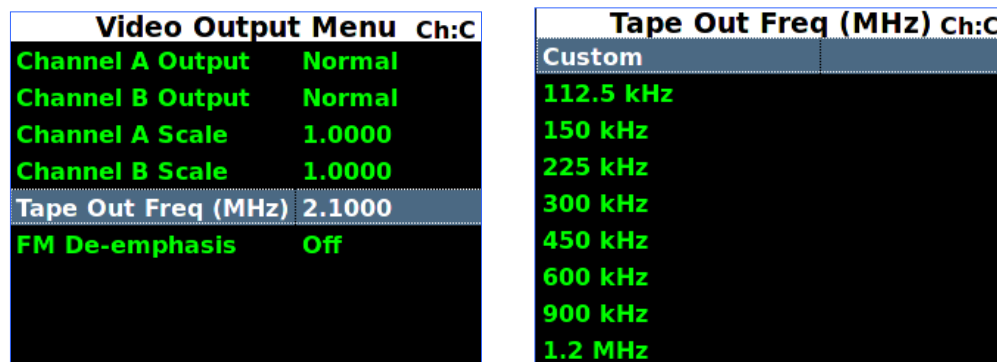 Video Output Menu Ch:C
Channel A Output Normal
Channel B Output Normal
Channel A Scale 1.0000
Channel B Scale 1.0000
Tape Out Freq (MHz) 2.1000
FM De-emphasis Off
Tape Out Freq (MHz) Ch:C
Custom
112.5 kHz
150 kHz
225 kHz
300 kHz
450 kHz
600 kHz
900 kHz
1.2 MHz